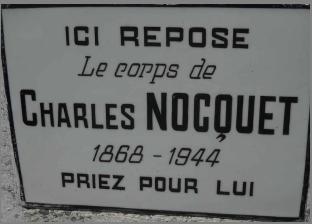 ICI REPOSE
Le corps de
CHARLES NOCQUET
1868 - 1944
PRIEZ POUR LUI